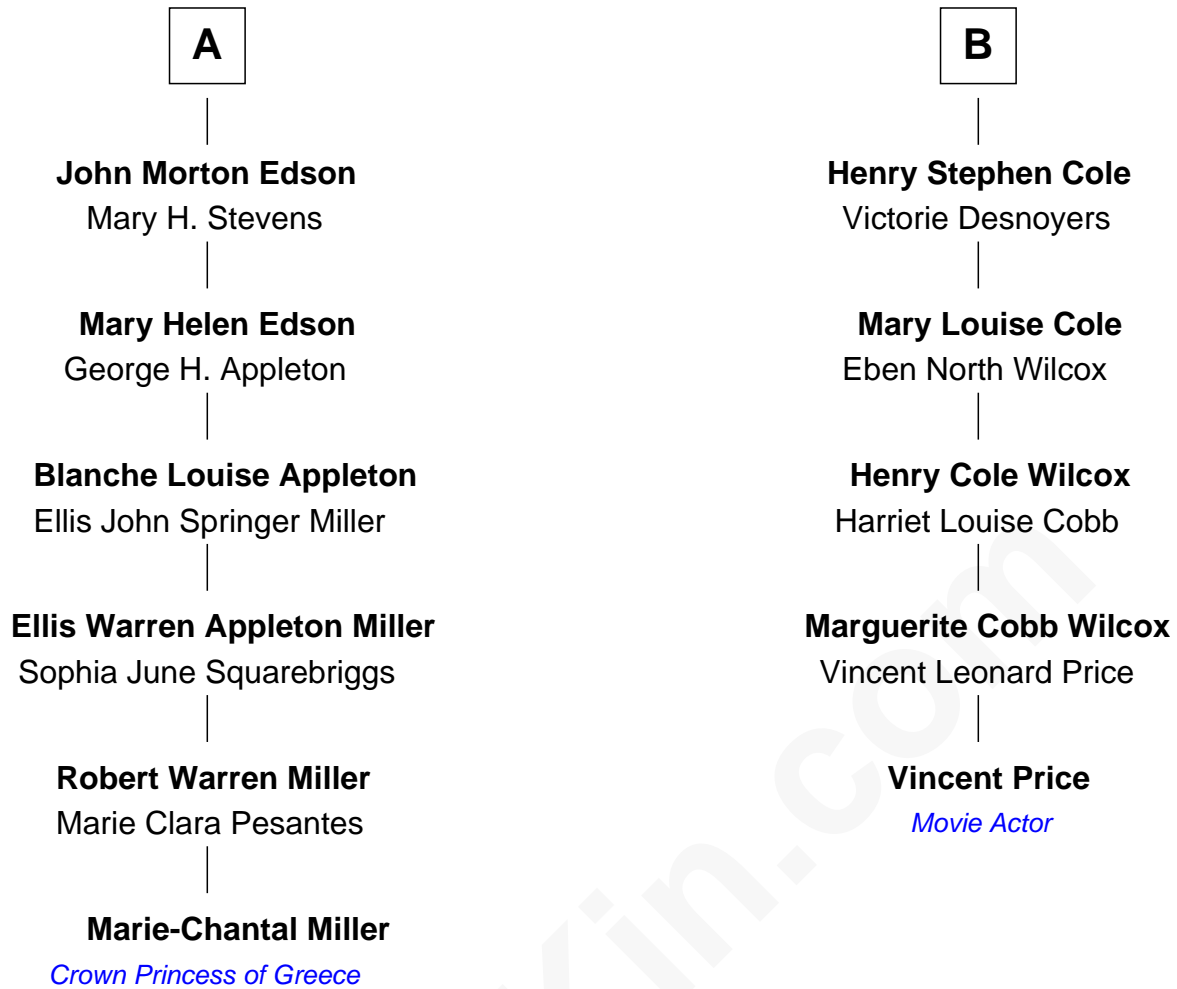 A
John Morton Edson
Mary H. Stevens
Mary Helen Edson
George H. Appleton
Blanche Louise Appleton
Ellis John Springer Miller
Ellis Warren Appleton Miller
Sophia June Squarebriggs
Robert Warren Miller
Marie Clara Pesantes
Marie-Chantal Miller
Crown Princess of Greece
B
Henry Stephen Cole
Victorie Desnoyers
Mary Louise Cole
Eben North Wilcox
Henry Cole Wilcox
Harriet Louise Cobb
Marguerite Cobb Wilcox
Vincent Leonard Price
Vincent Price
Movie Actor
Kin.com